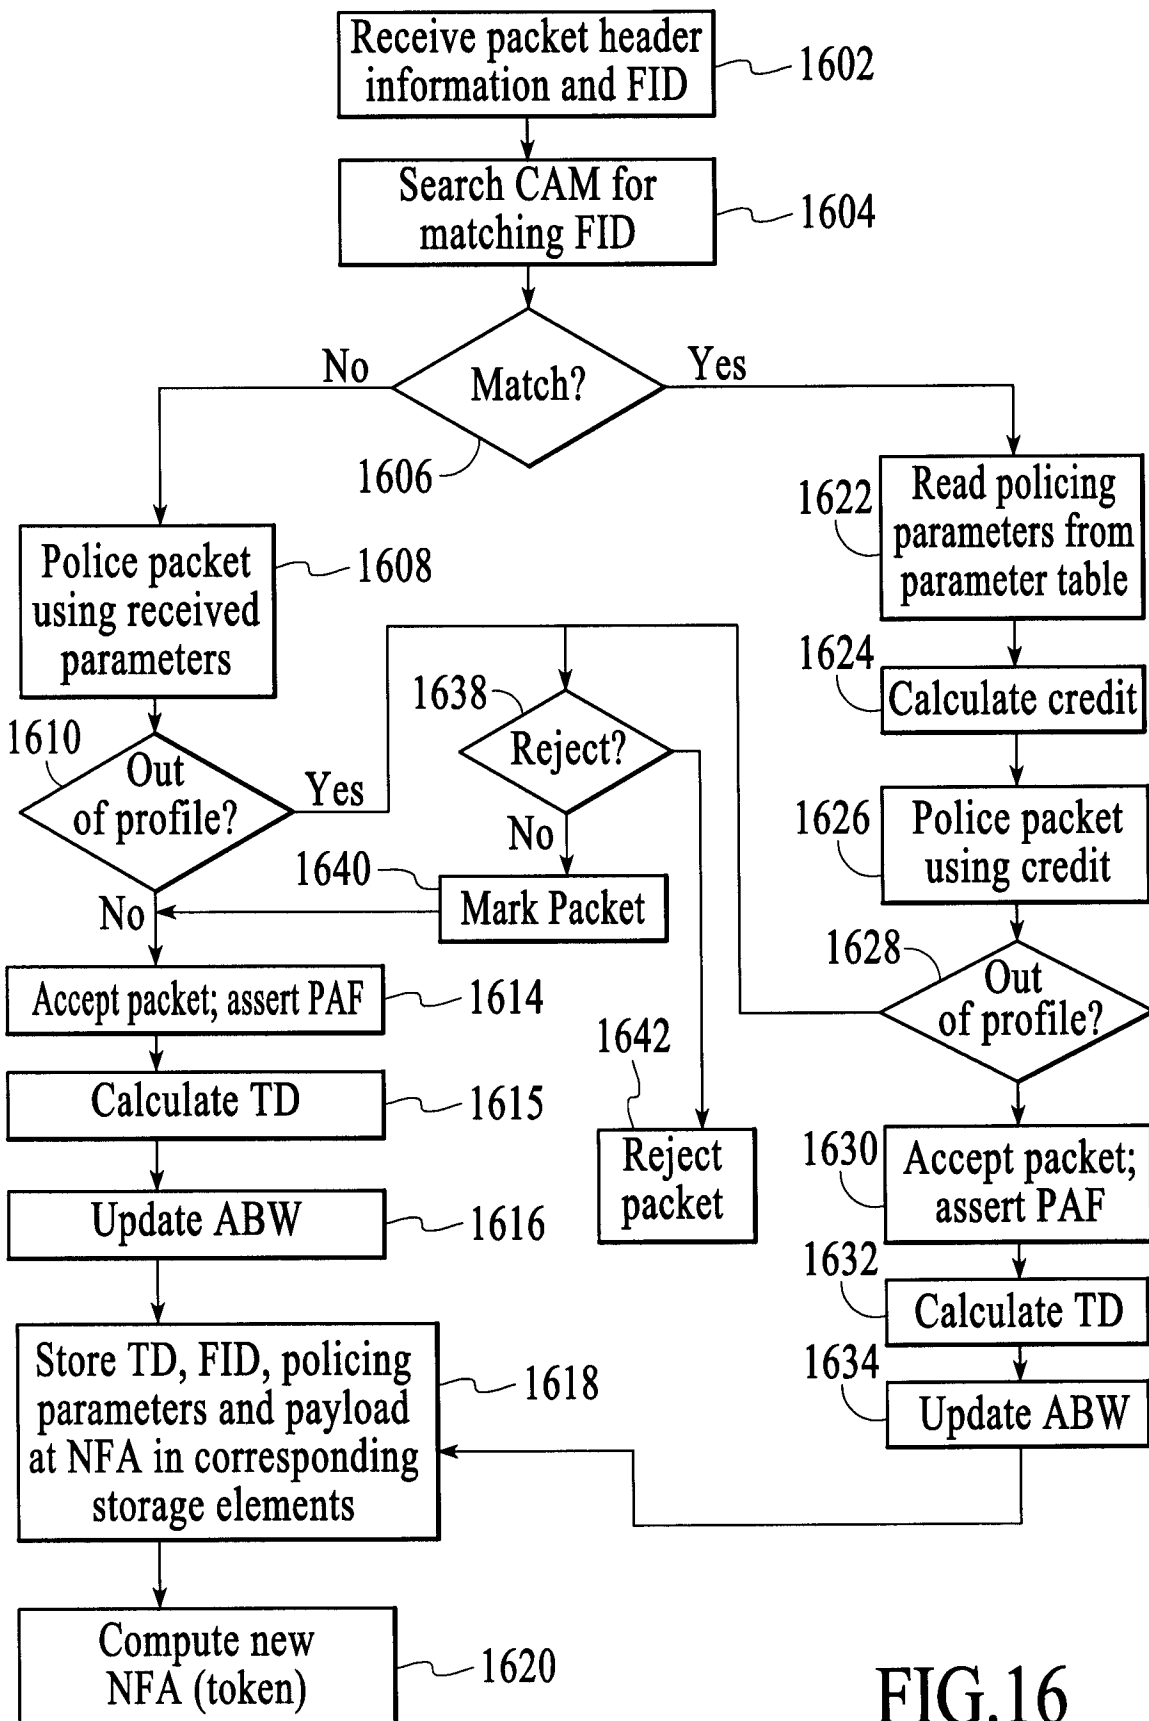 Receive packet header
information and FID
1602
Search CAM for
matching FID
1604
No
Match?
Yes
1606
1622
Read policing
parameters from
parameter table
Police packet
using received
parameters
1608
1624
Calculate credit
1638
Reject?
1610
Out
of profile?
Yes
No
1626
Police packet
using credit
1640
Mark Packet
No
1628
Out
of profile?
Accept packet; assert PAF
1614
1642
Reject
packet
Calculate TD
1615
1630
Accept packet;
assert PAF
Update ABW
1616
1632
Calculate TD
1634
Update ABW
Store TD, FID, policing
parameters and payload
at NFA in corresponding
storage elements
1618
Compute new
NFA (token)
1620
FIG.16